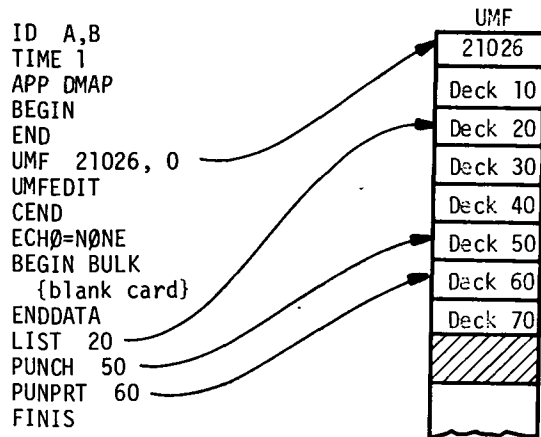 ID A,B
TIME 1
APP DMAP
BEGIN
END
UMF 21026, 0
UMFEDIT
CEND
ECHØ=NØNE
BEGIN BULK
{blank card}
ENDDATA
LIST 20
PUNCH 50
PUNPRT 60
FINIS
UMF
21026
Deck 10
Deck 20
Deck 30
Deck 40
Deck 50
Deck 60
Deck 70